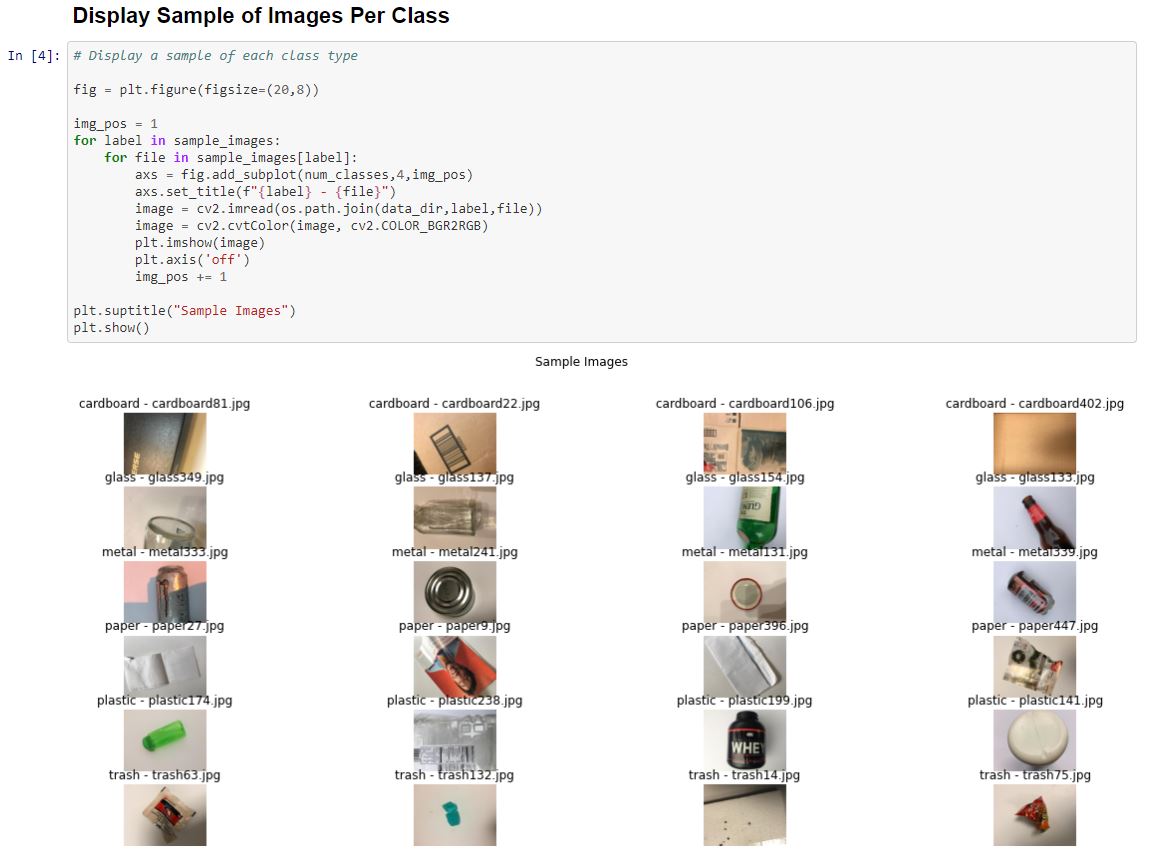 Display Sample of Images Per Class
In [4]: # Display a sample of each class type
fig = plt.figure(figsize=(20,8))
img_pos = 1
for label in sample_images:
    for file in sample_images[label]:
        axs = fig.add_subplot(num_classes,4,img_pos)
        axs.set_title(f"{label} - {file}")
        image = cv2.imread(os.path.join(data_dir,label,file))
        image = cv2.cvtColor(image, cv2.COLOR_BGR2RGB)
        plt.imshow(image)
        plt.axis('off')
        img_pos += 1
plt.suptitle("Sample Images")
plt.show()
Sample Images
cardboard - cardboard81.jpg cardboard - cardboard22.jpg cardboard - cardboard106.jpg cardboard - cardboard402.jpg
glass - glass349.jpg glass - glass137.jpg glass - glass154.jpg glass - glass133.jpg
metal - metal333.jpg metal - metal241.jpg metal - metal131.jpg metal - metal339.jpg
paper - paper27.jpg paper - paper9.jpg paper - paper396.jpg paper - paper447.jpg
plastic - plastic174.jpg plastic - plastic238.jpg plastic - plastic199.jpg plastic - plastic141.jpg
WHEY
trash - trash63.jpg trash - trash132.jpg trash - trash14.jpg trash - trash75.jpg